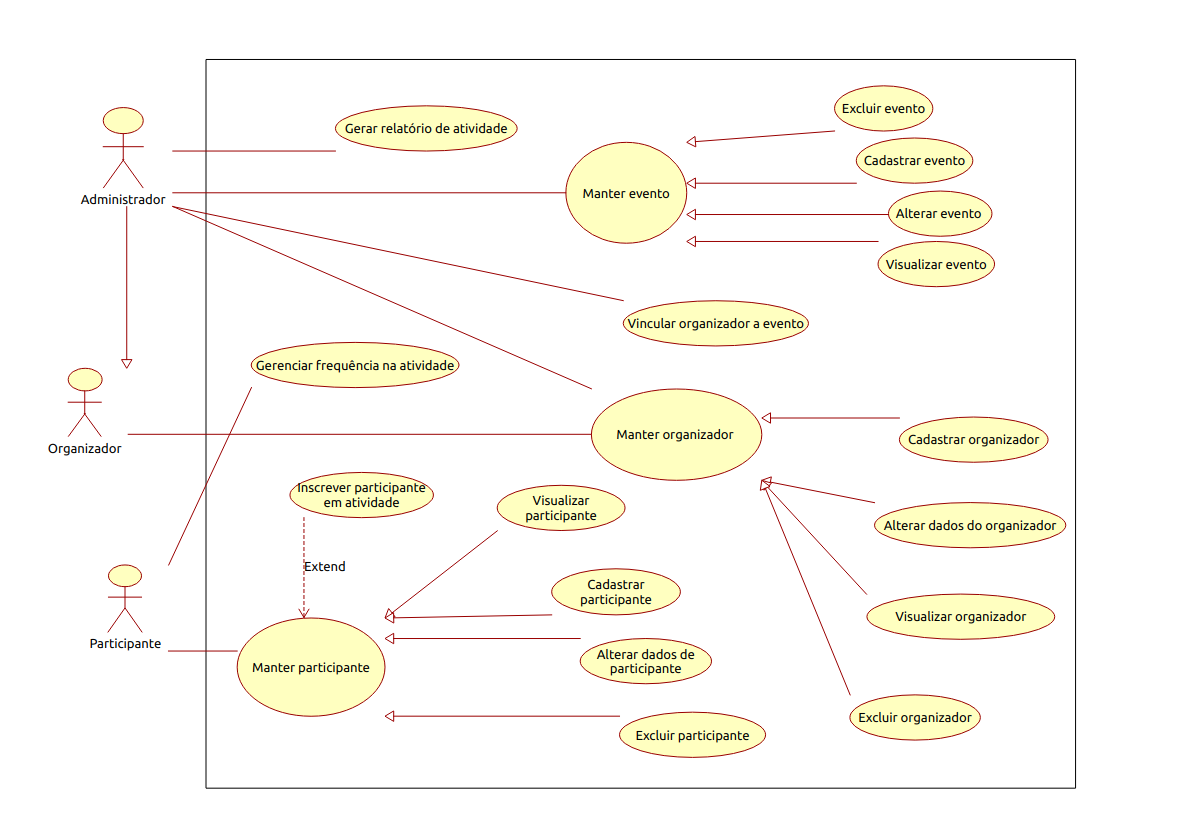 Excluir evento
Gerar relatório de atividade
Cadastrar evento
Manter evento
Administrador
Alterar evento
Visualizar evento
Vincular organizador a evento
Gerenciar frequência na atividade
Manter organizador
Cadastrar organizador
Organizador
Inscrever participante
em atividade
Visualizar
participante
Alterar dados do organizador
Extend
Cadastrar
participante
Visualizar organizador
Participante
Manter participante
Alterar dados de
participante
Excluir participante
Excluir organizador